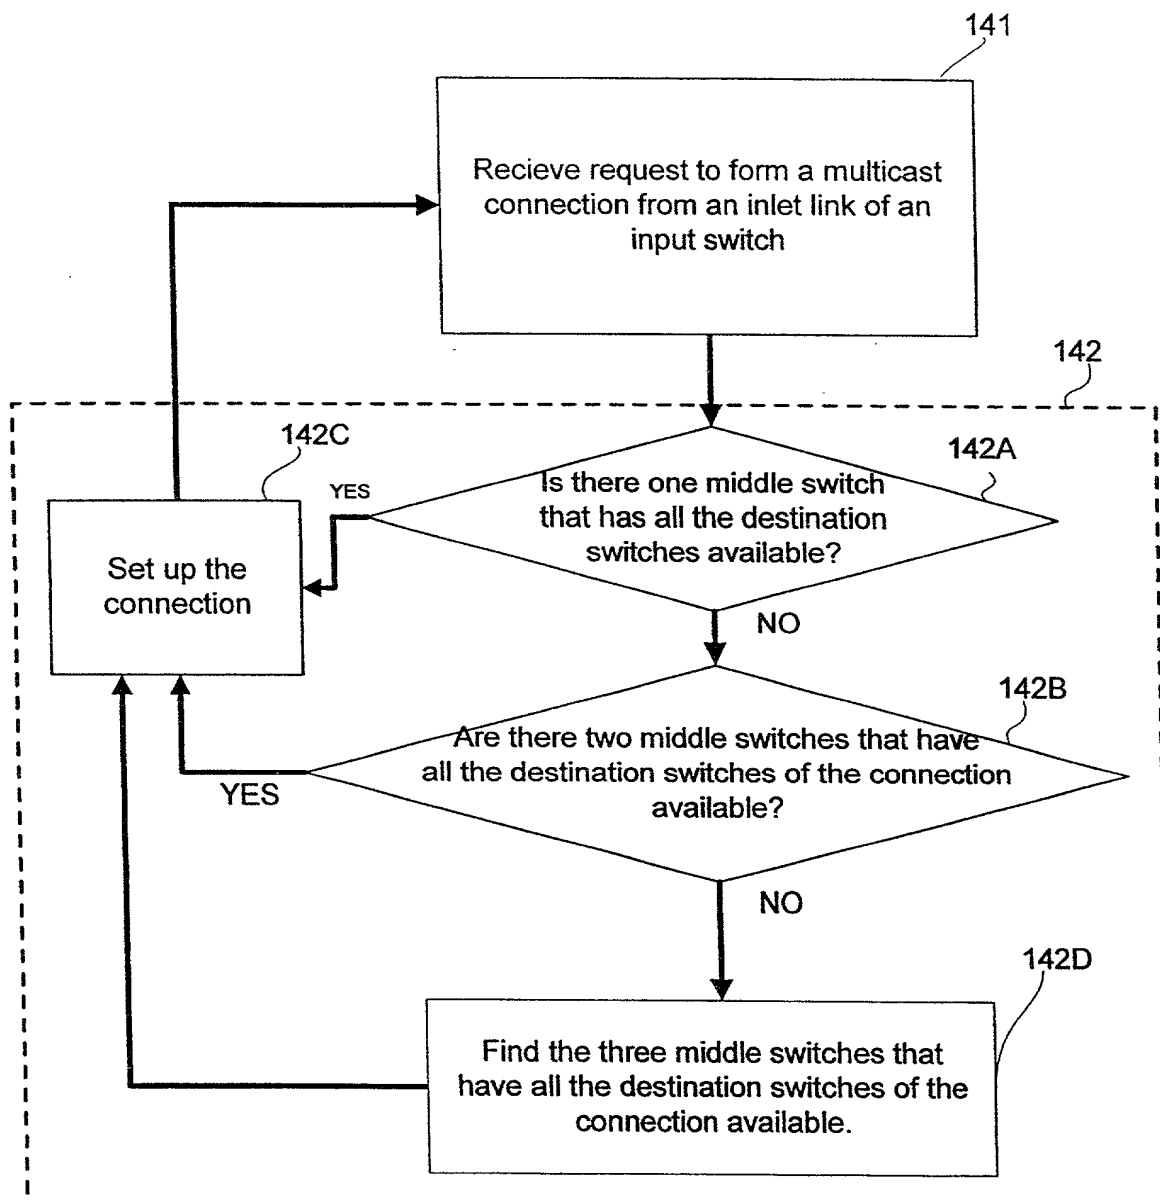 141
Recieve request to form a multicast
connection from an inlet link of an
input switch
142
142C
142A
YES
Is there one middle switch
that has all the destination
switches available?
Set up the
connection
NO
142B
Are there two middle switches that have
all the destination switches of the connection
available?
YES
NO
142D
Find the three middle switches that
have all the destination switches of the
connection available.